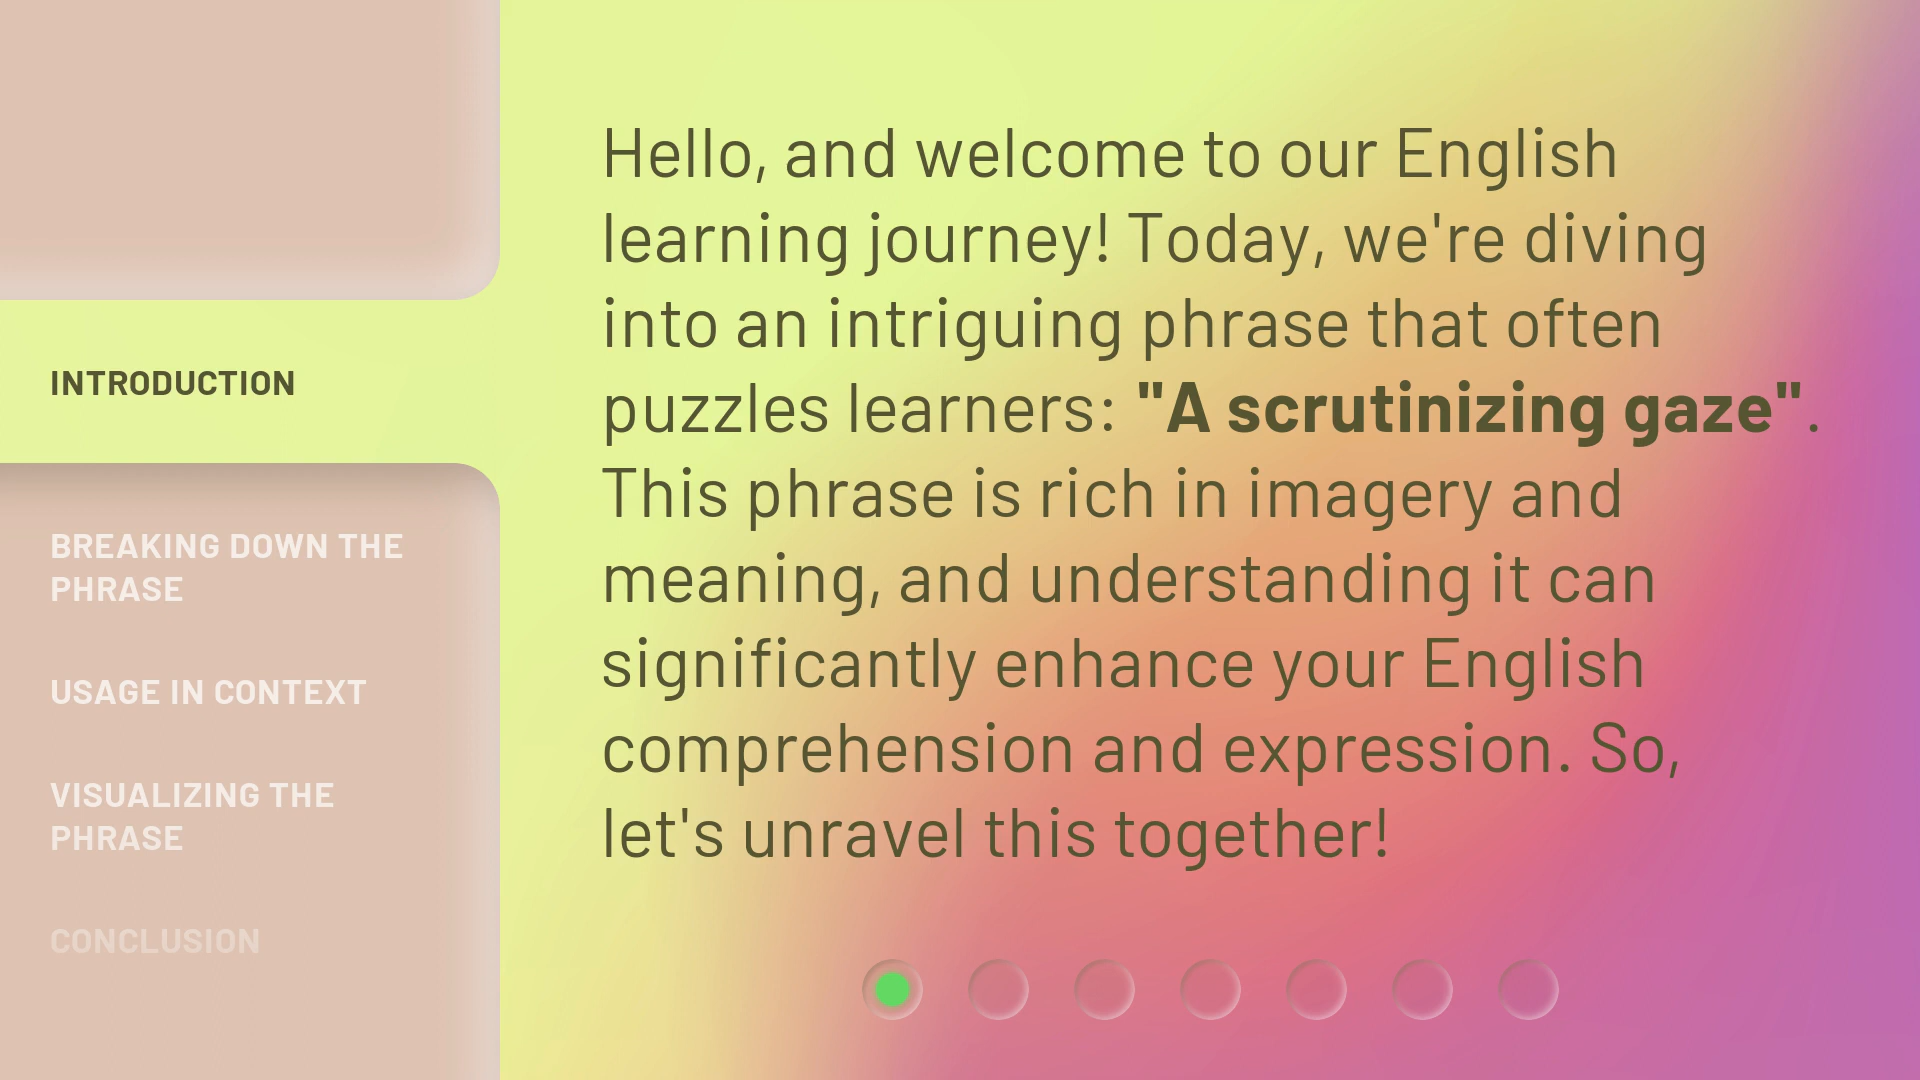 INTRODUCTION
BREAKING DOWN THE
PHRASE
USAGE IN CONTEXT
VISUALIZING THE
PHRASE
CONCLUSION
Hello, and welcome to our English
learning journey! Today, we're diving
into an intriguing phrase that often
puzzles learners: "A scrutinizing gaze".
This phrase is rich in imagery and
meaning, and understanding it can
significantly enhance your English
comprehension and expression. So,
let's unravel this together!